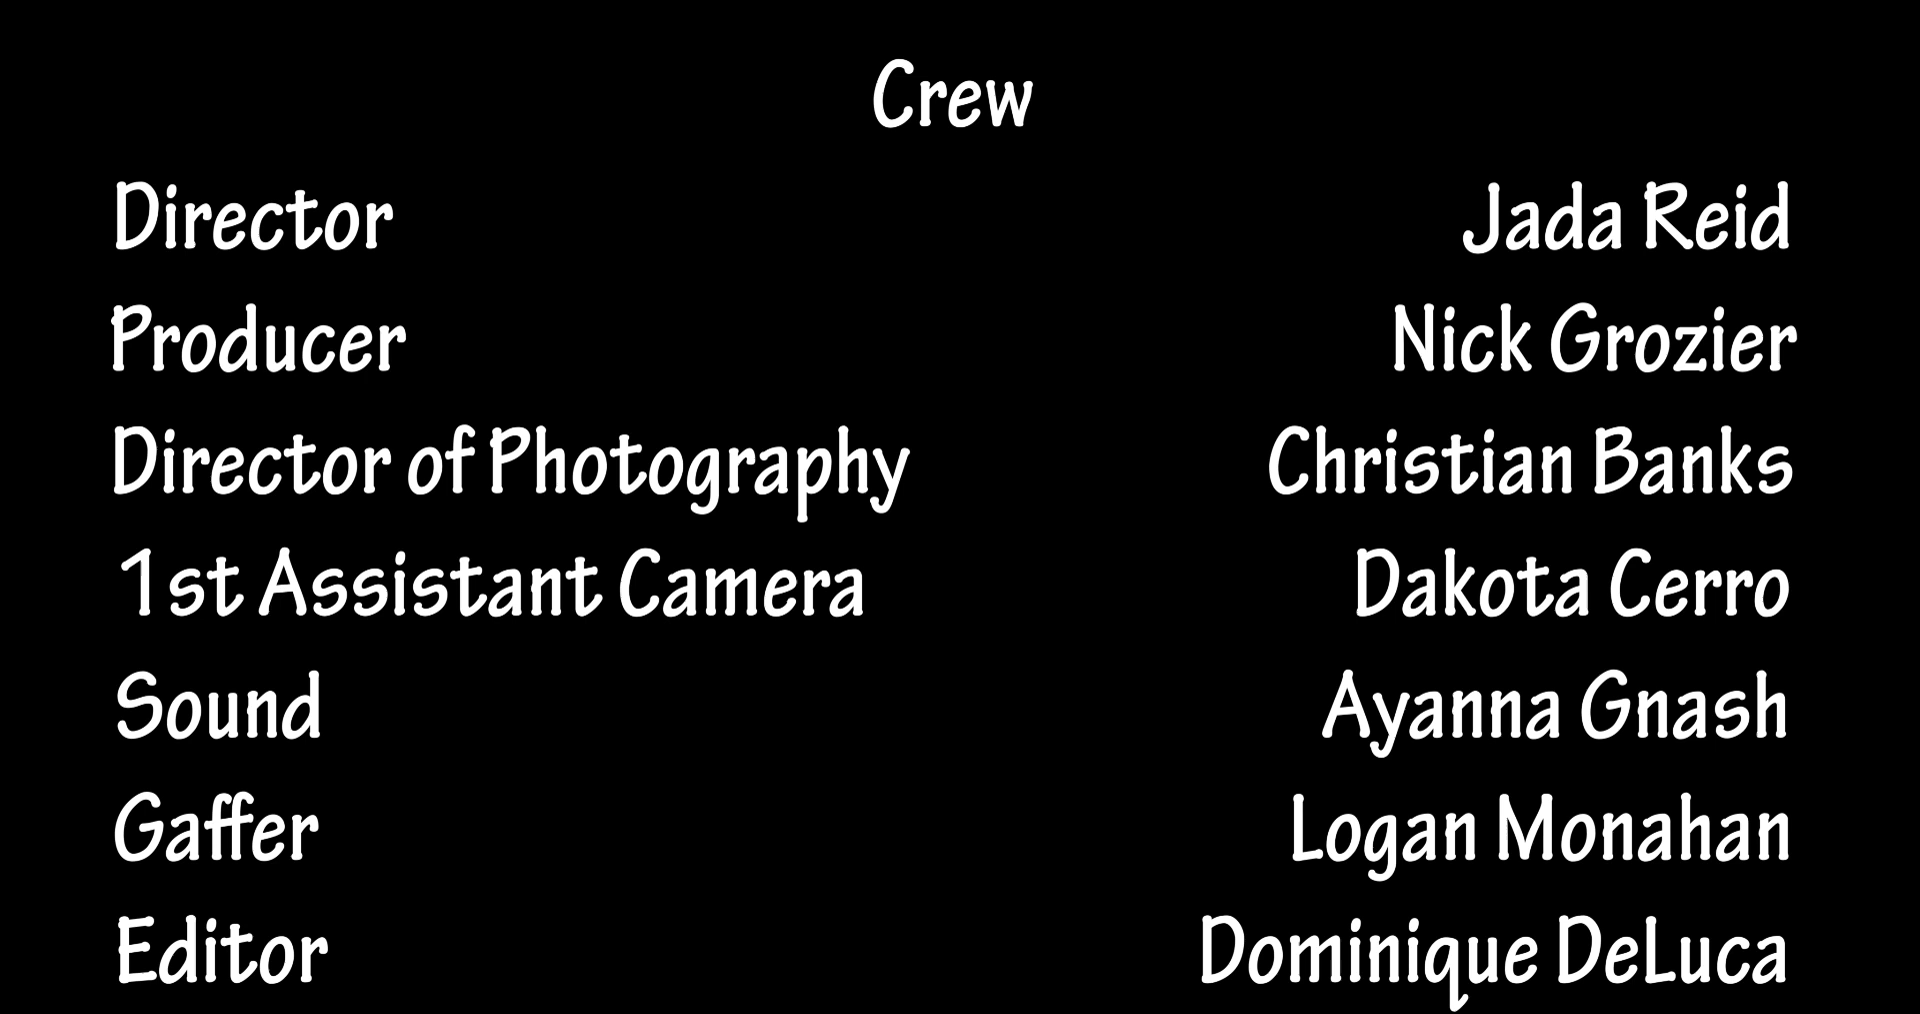 Crew
Director Jada Reid
Producer Nick Grozier
Director of Photography Christian Banks
1st Assistant Camera Dakota Cerro
Sound Ayanna Gnash
Gaffer Logan Monahan
Editor Dominique DeLuca